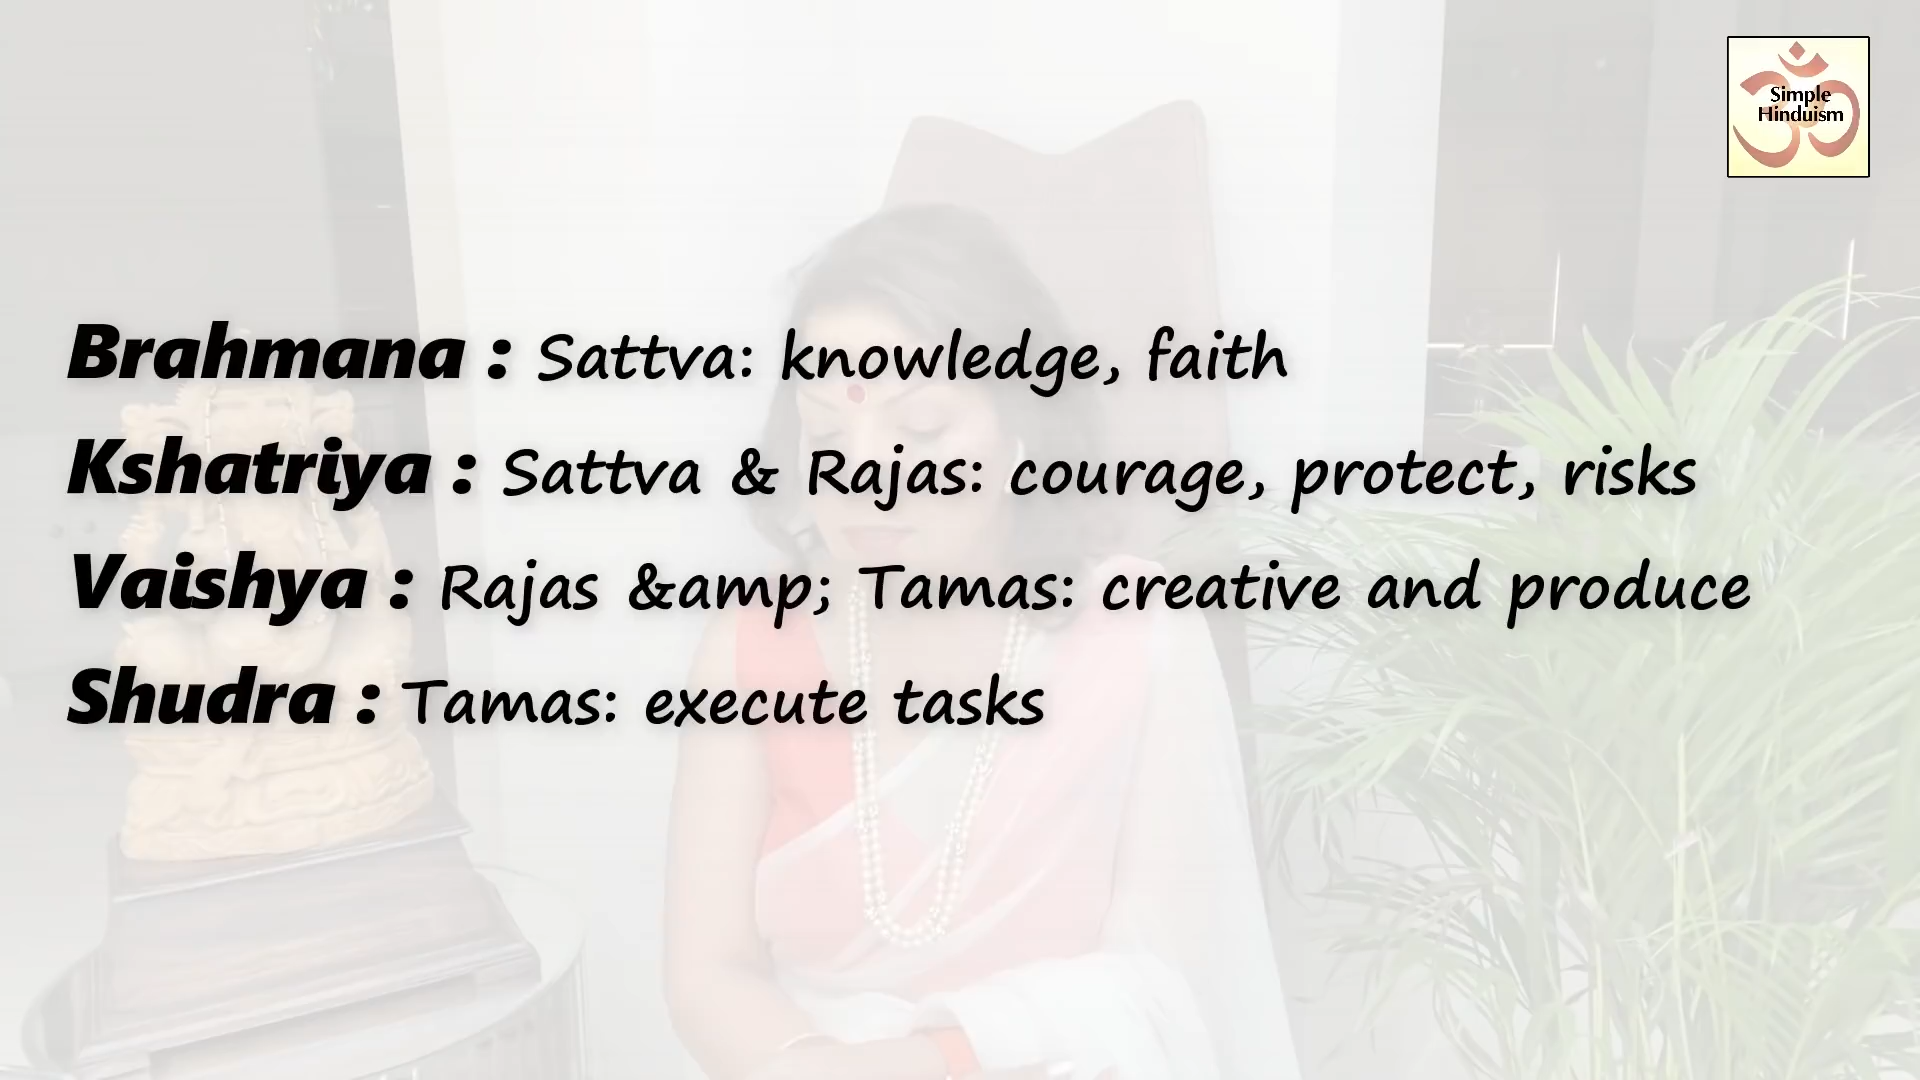 Simple
Hinduism
Brahmana : Sattva: knowledge, faith
Kshatriya : Sattva & Rajas: courage, protect, risks
Vaishya : Rajas &amp; Tamas: creative and produce
Shudra : Tamas: execute tasks